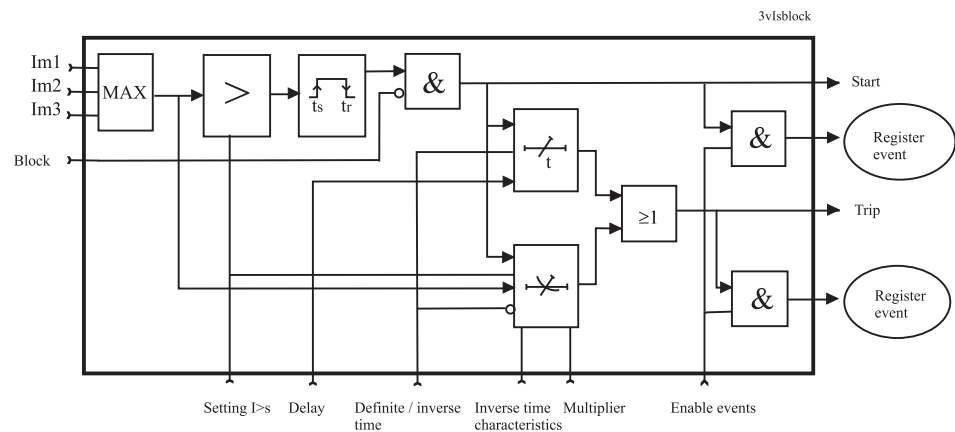 3vIsblock
Im1
Im2
Im3
MAX
>
ts
tr
&
Start
Block
t
&
Register
event
≥1
Trip
&
Register
event
Setting I>s
Delay
Definite / inverse
time
Inverse time
characteristics
Multiplier
Enable events